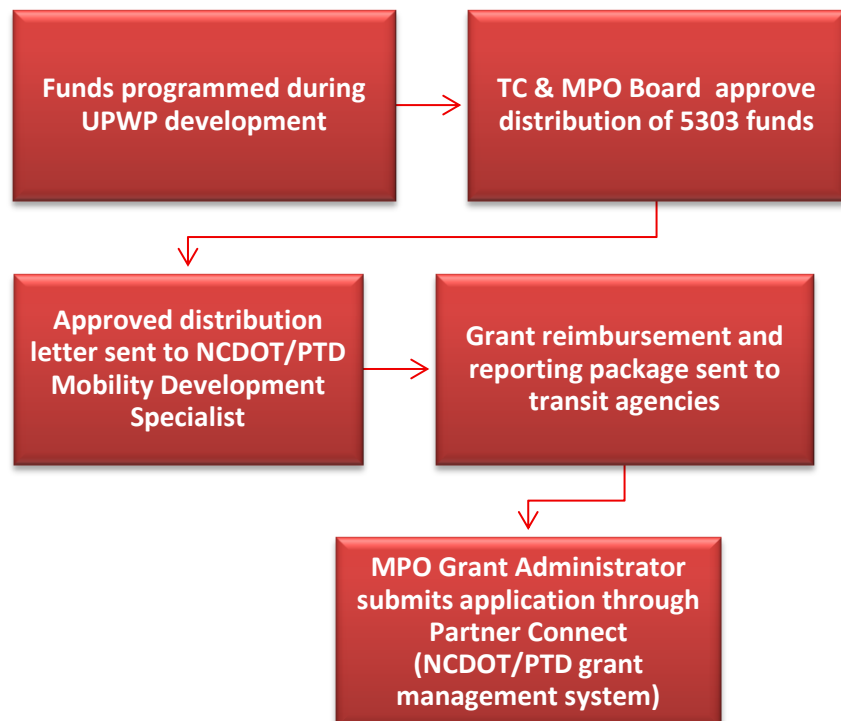 Funds programmed during
UPWP development
TC & MPO Board  approve
distribution of 5303 funds
Approved distribution
letter sent to NCDOT/PTD
Mobility Development
Specialist
Grant reimbursement and
reporting package sent to
transit agencies
MPO Grant Administrator
submits application through
Partner Connect
(NCDOT/PTD grant
management system)